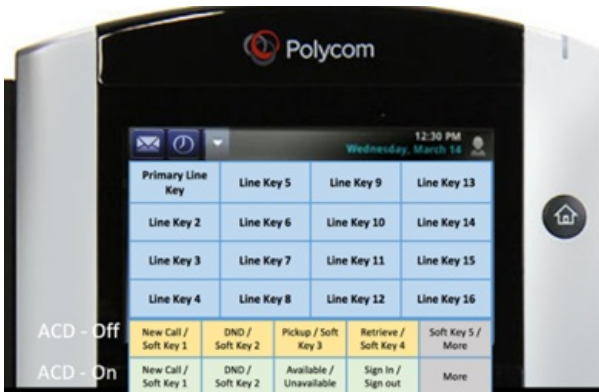 Polycom
12:30 PM
Wednesday, March 14
Primary Line
Key
Line Key 5
Line Key 9
Line Key 13
Line Key 2
Line Key 6
Line Key 10
Line Key 14
Line Key 3
Line Key 7
Line Key 11
Line Key 15
Line Key 4
Line Key 8
Line Key 12
Line Key 16
ACD - Off
New Call /
Soft Key 1
DND /
Soft Key 2
Pickup / Soft
Key 3
Retrieve /
Soft Key 4
Soft Key 5 /
More
ACD - On
New Call /
Soft Key 1
DND /
Soft Key 2
Available /
Unavailable
Sign In /
Sign out
More